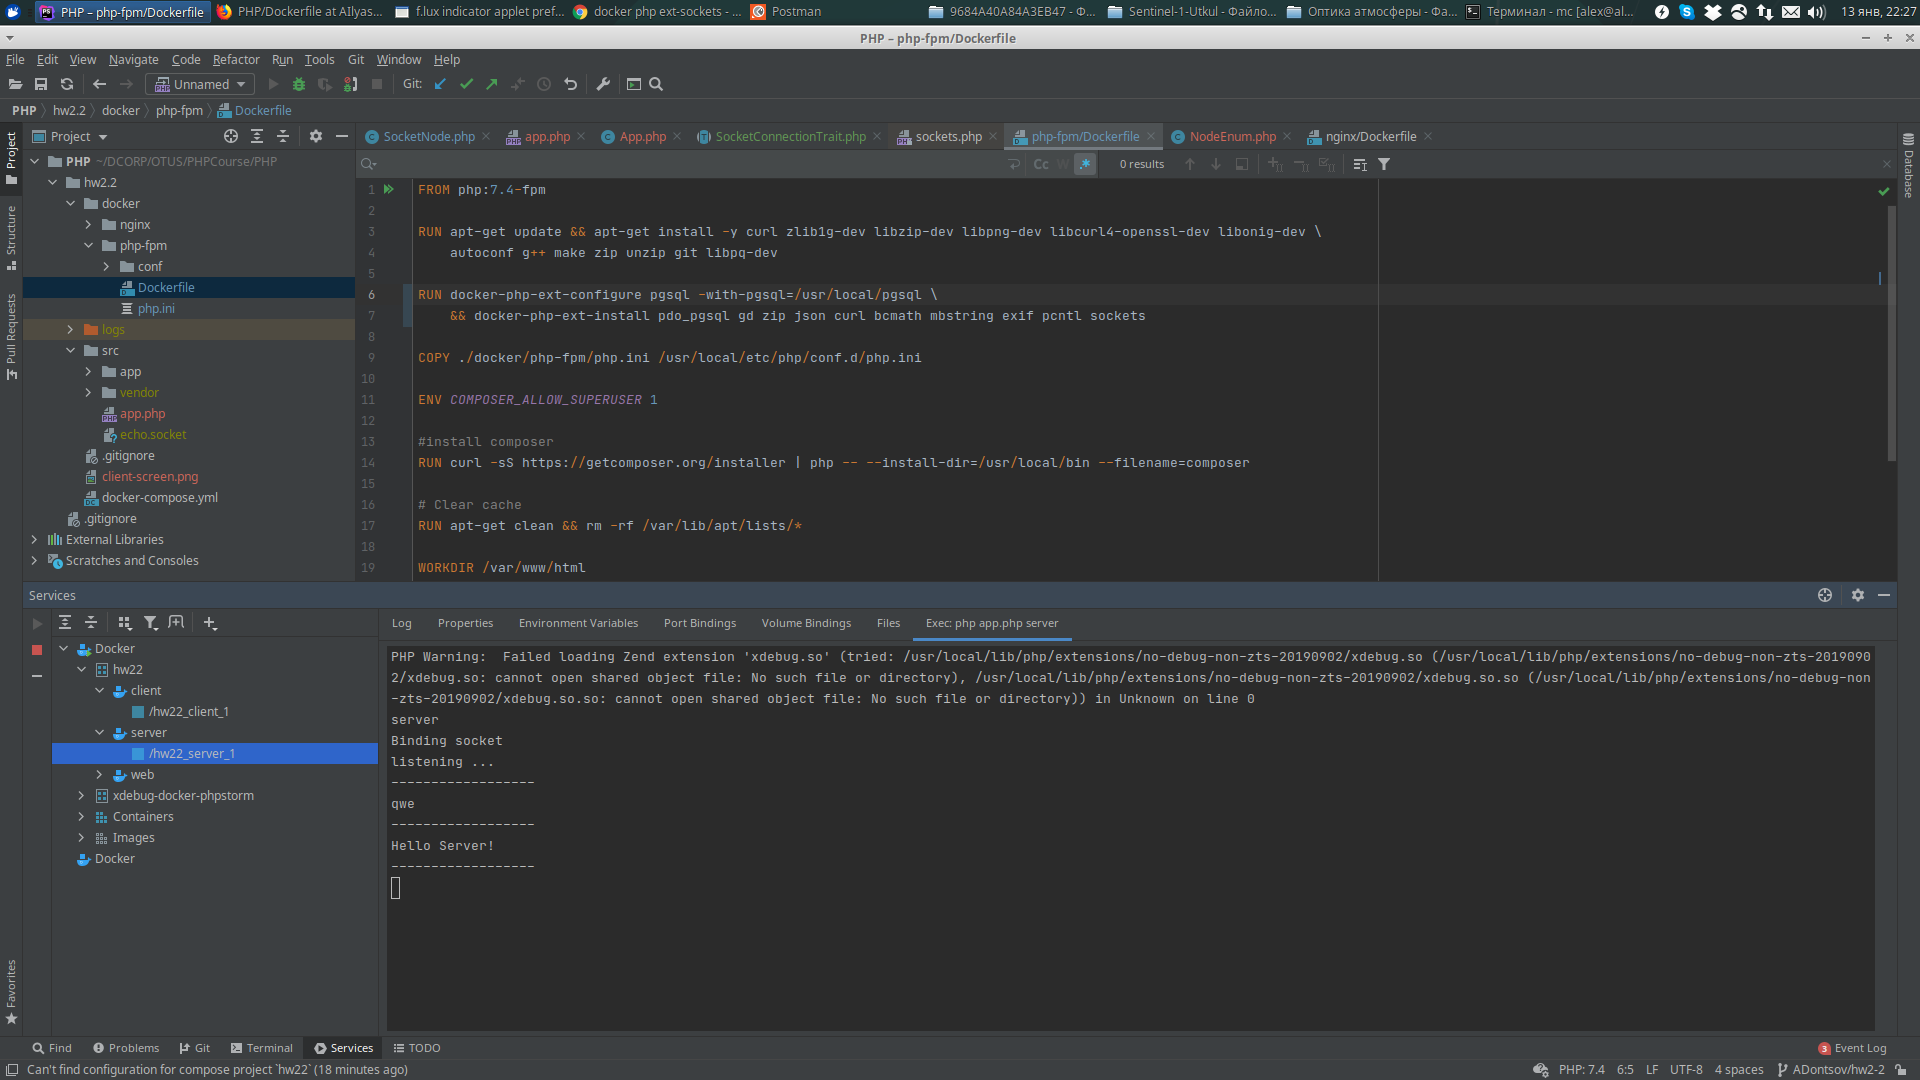 PHP – php-fpm/Dockerfile
PHP/Dockerfile at AIlyas...
f.lux indicator applet pref...
docker php ext-sockets - ...
Postman
9684A40A84A3EB47 - Ф...
Sentinel-1-Utkul - Файло...
Оптика атмосферы - Фа...
Терминал - mc [alex@al...
13 янв, 22:27
PHP – php-fpm/Dockerfile
File Edit View Navigate Code Refactor Run Tools Git Window Help
Unnamed
Git:
PHP hw2.2 docker php-fpm Dockerfile
Project
SocketNode.php app.php App.php SocketConnectionTrait.php sockets.php php-fpm/Dockerfile NodeEnum.php nginx/Dockerfile
Cc W .* 0 results
Project
Structure
Pull Requests
Favorites
Database
PHP ~/DCORP/OTUS/PHPCourse/PHP
hw2.2
docker
nginx
php-fpm
conf
Dockerfile
php.ini
logs
src
app
vendor
app.php
echo.socket
.gitignore
client-screen.png
docker-compose.yml
.gitignore
External Libraries
Scratches and Consoles
1 FROM php:7.4-fpm
2
3 RUN apt-get update && apt-get install -y curl zlib1g-dev libzip-dev libpng-dev libcurl4-openssl-dev libonig-dev \
4 autoconf g++ make zip unzip git libpq-dev
5
6 RUN docker-php-ext-configure pgsql -with-pgsql=/usr/local/pgsql \
7 && docker-php-ext-install pdo_pgsql gd zip json curl bcmath mbstring exif pcntl sockets
8
9 COPY ./docker/php-fpm/php.ini /usr/local/etc/php/conf.d/php.ini
10
11 ENV COMPOSER_ALLOW_SUPERUSER 1
12
13 #install composer
14 RUN curl -sS https://getcomposer.org/installer | php -- --install-dir=/usr/local/bin --filename=composer
15
16 # Clear cache
17 RUN apt-get clean && rm -rf /var/lib/apt/lists/*
18
19 WORKDIR /var/www/html
Services
Docker
hw22
client
/hw22_client_1
server
/hw22_server_1
web
xdebug-docker-phpstorm
Containers
Images
Docker
Log Properties Environment Variables Port Bindings Volume Bindings Files Exec: php app.php server
PHP Warning:  Failed loading Zend extension 'xdebug.so' (tried: /usr/local/lib/php/extensions/no-debug-non-zts-20190902/xdebug.so (/usr/local/lib/php/extensions/no-debug-non-zts-2019090
2/xdebug.so: cannot open shared object file: No such file or directory), /usr/local/lib/php/extensions/no-debug-non-zts-20190902/xdebug.so.so (/usr/local/lib/php/extensions/no-debug-non
-zts-20190902/xdebug.so.so: cannot open shared object file: No such file or directory)) in Unknown on line 0
server
Binding socket
listening ...
------------------
qwe
------------------
Hello Server!
------------------
Find Problems Git Terminal Services TODO
3 Event Log
Can't find configuration for compose project `hw22` (18 minutes ago)
PHP: 7.4 6:5 LF UTF-8 4 spaces ADontsov/hw2-2